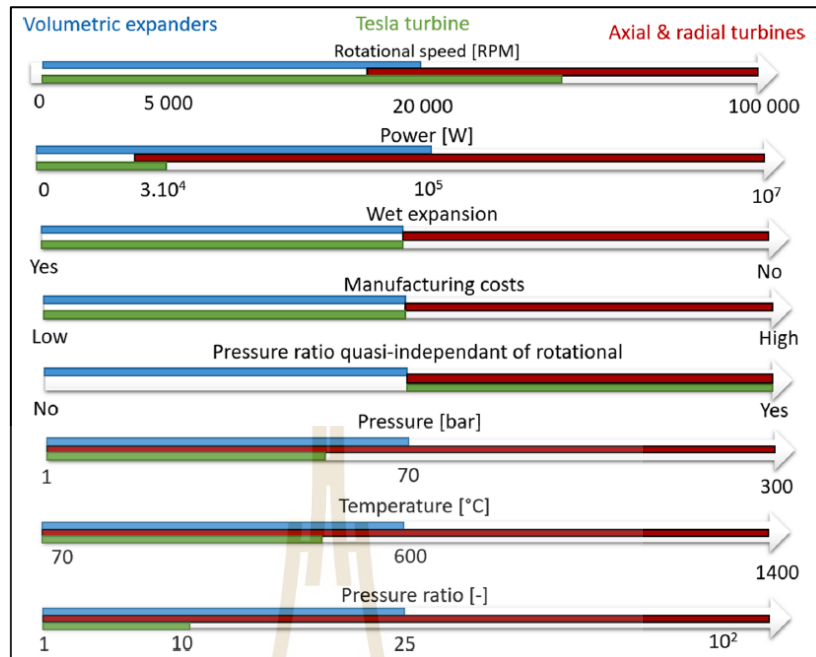 Volumetric expanders Tesla turbine Axial & radial turbines
Rotational speed [RPM]
0 5 000 20 000 100 000
Power [W]
0 3.10⁴ 10⁵ 10⁷
Wet expansion
Yes No
Manufacturing costs
Low High
Pressure ratio quasi-independant of rotational
No Yes
Pressure [bar]
1 70 300
Temperature [°C]
70 600 1400
Pressure ratio [-]
1 10 25 10²